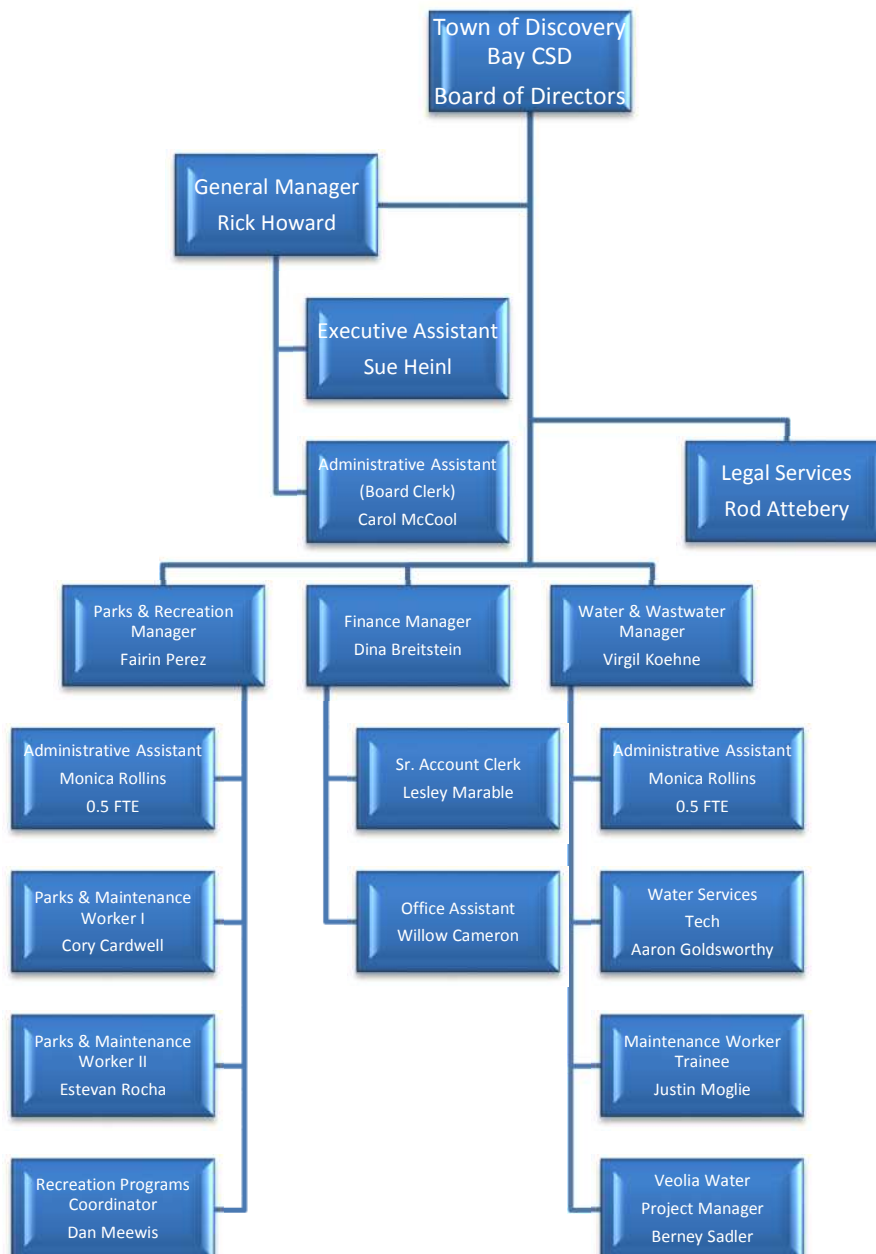 Town of Discovery
Bay CSD
Board of Directors
General Manager
Rick Howard
Executive Assistant
Sue Heinl
Administrative Assistant
(Board Clerk)
Carol McCool
Legal Services
Rod Attebery
Parks & Recreation
Manager
Fairin Perez
Finance Manager
Dina Breitstein
Water & Wastwater
Manager
Virgil Koehne
Administrative Assistant
Monica Rollins
0.5 FTE
Sr. Account Clerk
Lesley Marable
Administrative Assistant
Monica Rollins
0.5 FTE
Parks & Maintenance
Worker I
Cory Cardwell
Office Assistant
Willow Cameron
Water Services
Tech
Aaron Goldsworthy
Parks & Maintenance
Worker II
Estevan Rocha
Maintenance Worker
Trainee
Justin Moglie
Recreation Programs
Coordinator
Dan Meewis
Veolia Water
Project Manager
Berney Sadler